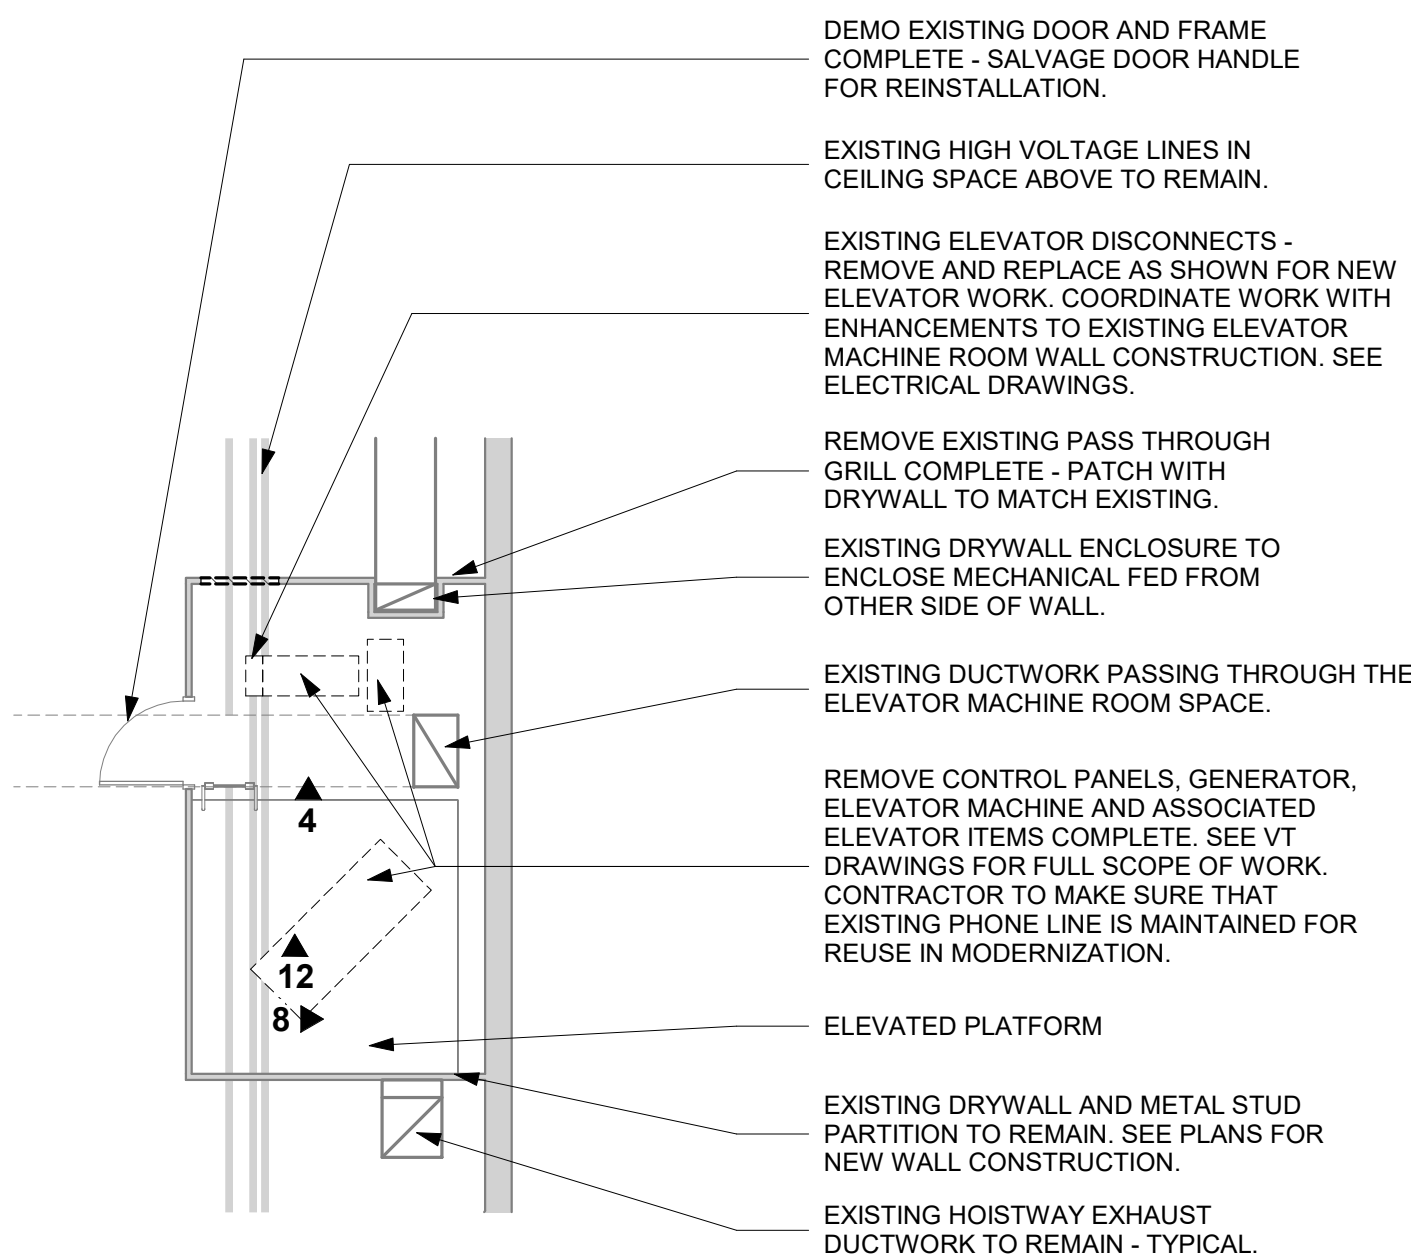 DEMO EXISTING DOOR AND FRAME
COMPLETE - SALVAGE DOOR HANDLE
FOR REINSTALLATION.
EXISTING HIGH VOLTAGE LINES IN
CEILING SPACE ABOVE TO REMAIN.
EXISTING ELEVATOR DISCONNECTS -
REMOVE AND REPLACE AS SHOWN FOR NEW
ELEVATOR WORK. COORDINATE WORK WITH
ENHANCEMENTS TO EXISTING ELEVATOR
MACHINE ROOM WALL CONSTRUCTION. SEE
ELECTRICAL DRAWINGS.
REMOVE EXISTING PASS THROUGH
GRILL COMPLETE - PATCH WITH
DRYWALL TO MATCH EXISTING.
EXISTING DRYWALL ENCLOSURE TO
ENCLOSE MECHANICAL FED FROM
OTHER SIDE OF WALL.
EXISTING DUCTWORK PASSING THROUGH THE
ELEVATOR MACHINE ROOM SPACE.
REMOVE CONTROL PANELS, GENERATOR,
ELEVATOR MACHINE AND ASSOCIATED
ELEVATOR ITEMS COMPLETE. SEE VT
DRAWINGS FOR FULL SCOPE OF WORK.
CONTRACTOR TO MAKE SURE THAT
EXISTING PHONE LINE IS MAINTAINED FOR
REUSE IN MODERNIZATION.
4
12
8
ELEVATED PLATFORM
EXISTING DRYWALL AND METAL STUD
PARTITION TO REMAIN. SEE PLANS FOR
NEW WALL CONSTRUCTION.
EXISTING HOISTWAY EXHAUST
DUCTWORK TO REMAIN - TYPICAL.